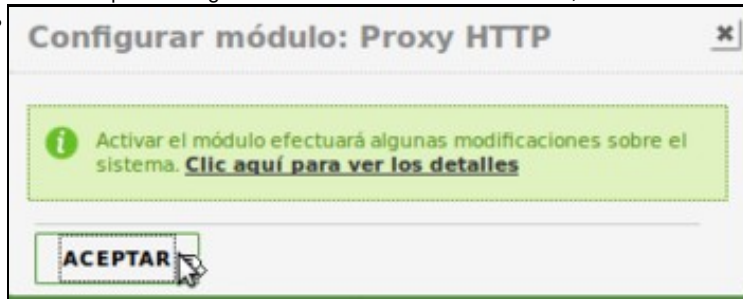 Configurar módulo: Proxy HTTP
Activar el módulo efectuará algunas modificaciones sobre el
sistema. Clic aquí para ver los detalles
ACEPTAR